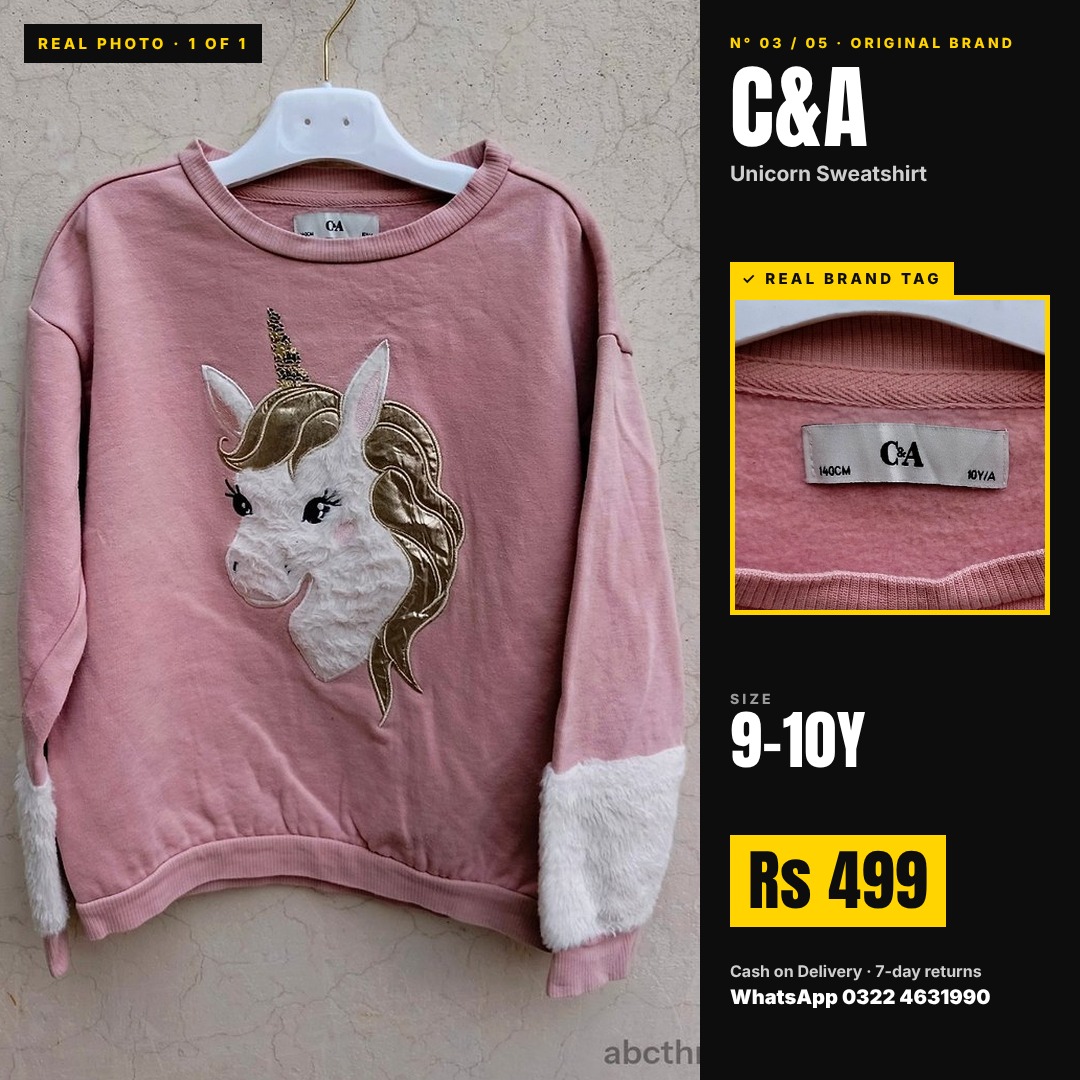 REAL PHOTO · 1 OF 1
N° 03 / 05 · ORIGINAL BRAND
C&A
Unicorn Sweatshirt
C&A
✓ REAL BRAND TAG
C&A
140CM
10Y/A
SIZE
9-10Y
Rs 499
Cash on Delivery · 7-day returns
WhatsApp 0322 4631990
abcthr